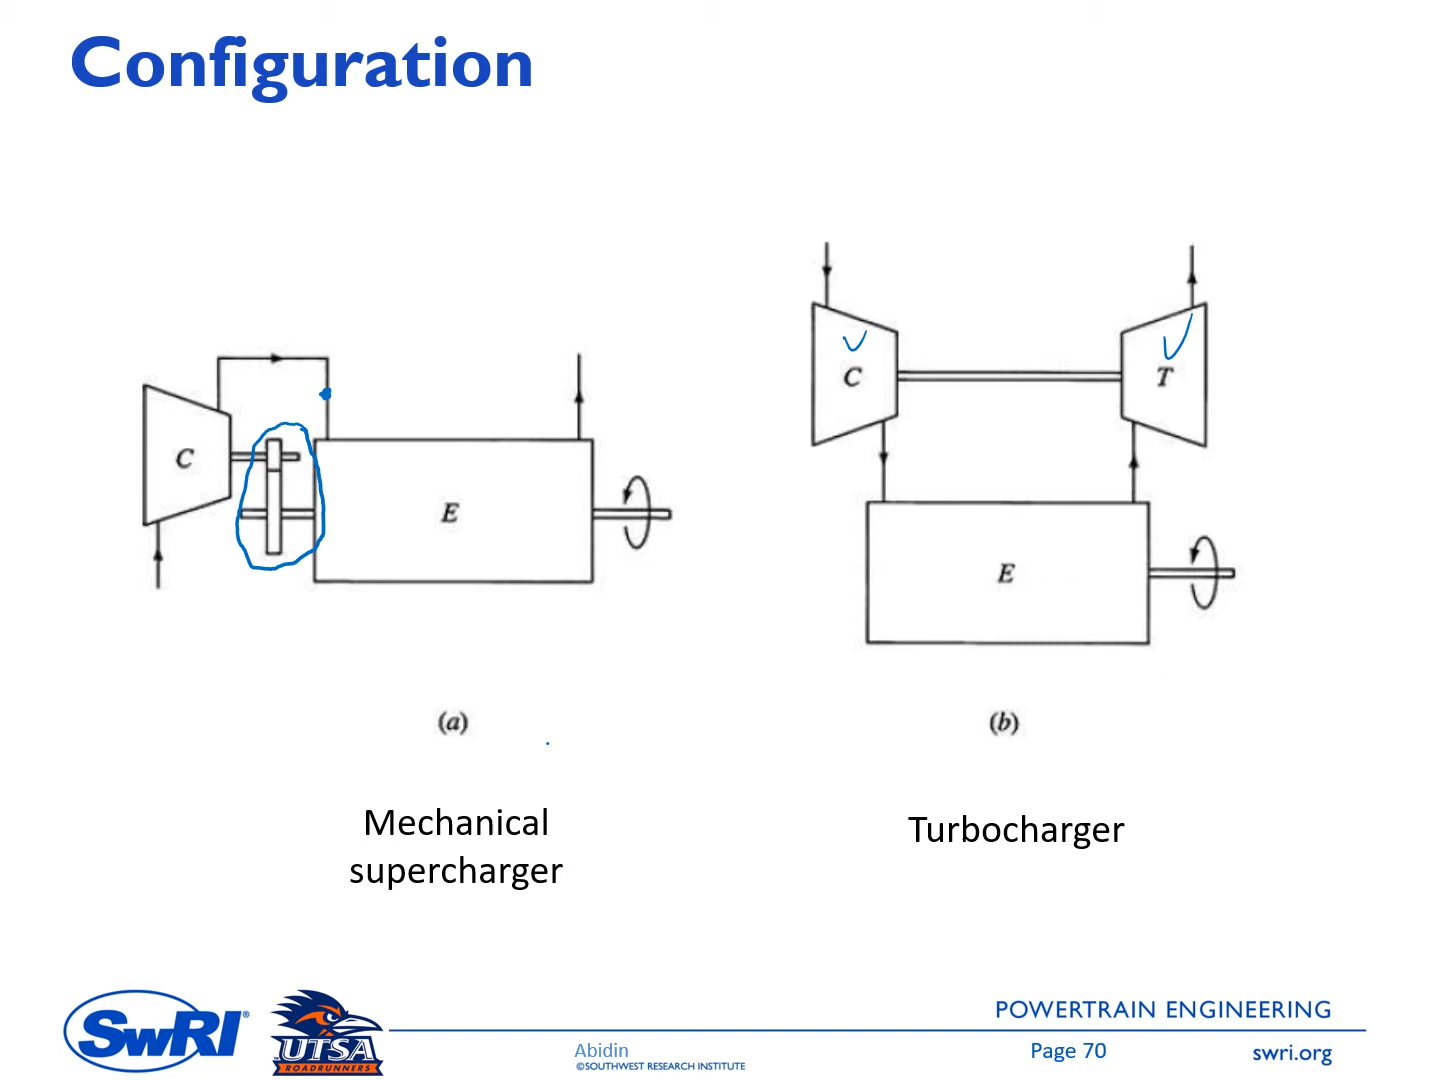 Configuration
C
E
(a)
Mechanical
supercharger
C
T
E
(b)
Turbocharger
SwRI®
UTSA
ROADRUNNERS
Abidin
©SOUTHWEST RESEARCH INSTITUTE
POWERTRAIN ENGINEERING
Page 70
swri.org